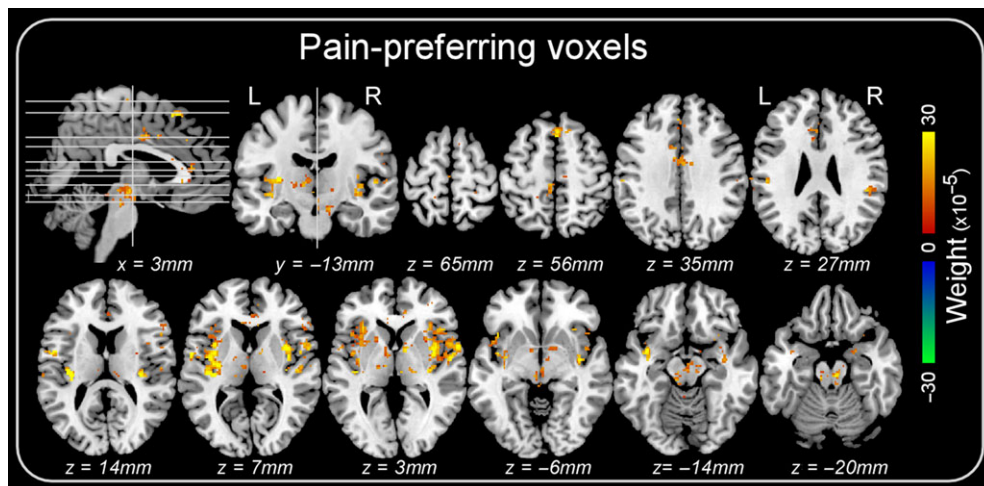 Pain-preferring voxels
L R L R
x = 3mm y = −13mm z = 65mm z = 56mm z = 35mm z = 27mm
z = 14mm z = 7mm z = 3mm z = −6mm z= −14mm z = −20mm
−30 0 30
Weight (x10⁻⁵)